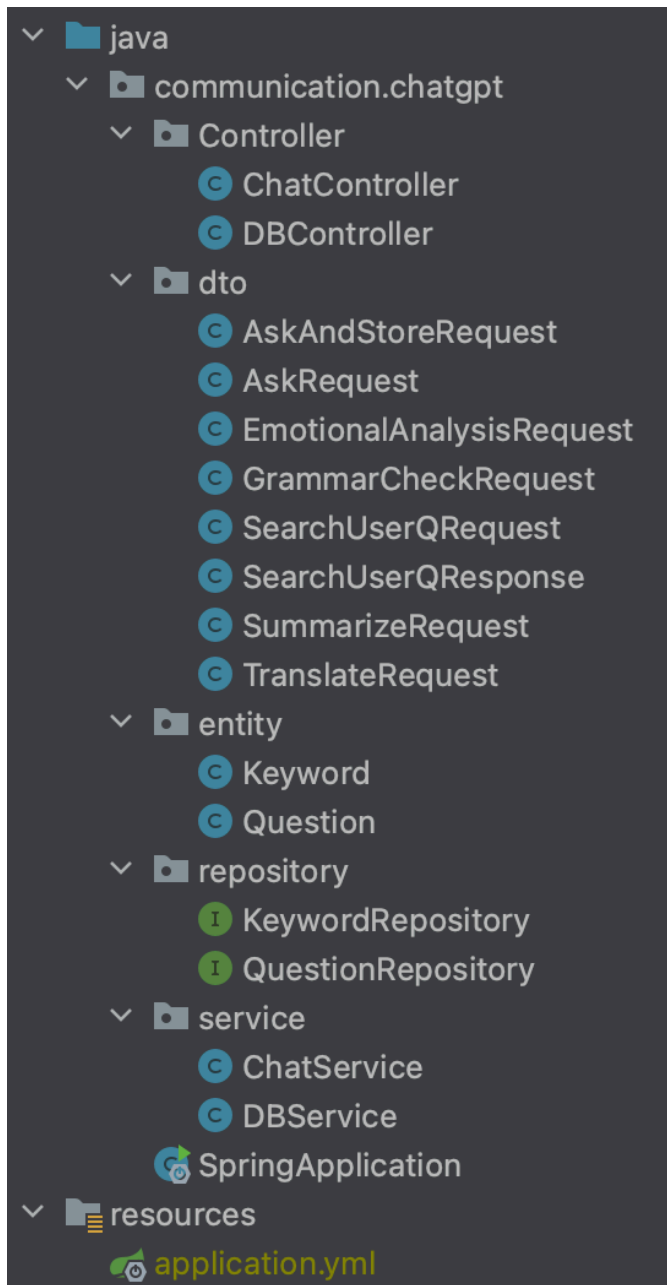 java
communication.chatgpt
Controller
C ChatController
C DBController
dto
C AskAndStoreRequest
C AskRequest
C EmotionalAnalysisRequest
C GrammarCheckRequest
C SearchUserQRequest
C SearchUserQResponse
C SummarizeRequest
C TranslateRequest
entity
C Keyword
C Question
repository
I KeywordRepository
I QuestionRepository
service
C ChatService
C DBService
SpringApplication
resources
application.yml